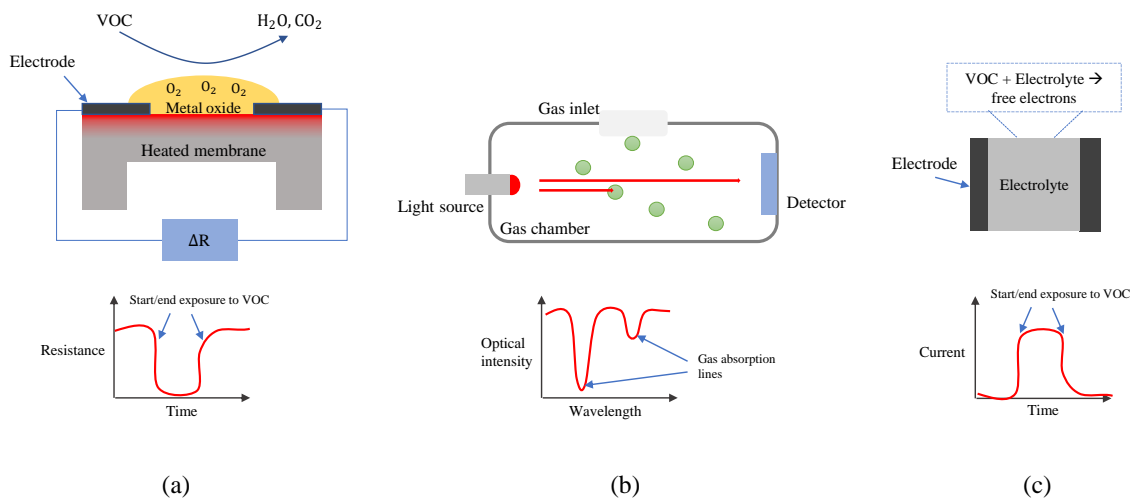 VOC
H₂O, CO₂
Electrode
O₂ O₂ O₂
Metal oxide
Heated membrane
ΔR
Start/end exposure to VOC
Resistance
Time
(a)
Gas inlet
Light source
Gas chamber
Detector
Optical
intensity
Gas absorption
lines
Wavelength
(b)
VOC + Electrolyte →
free electrons
Electrode
Electrolyte
Start/end exposure to VOC
Current
Time
(c)